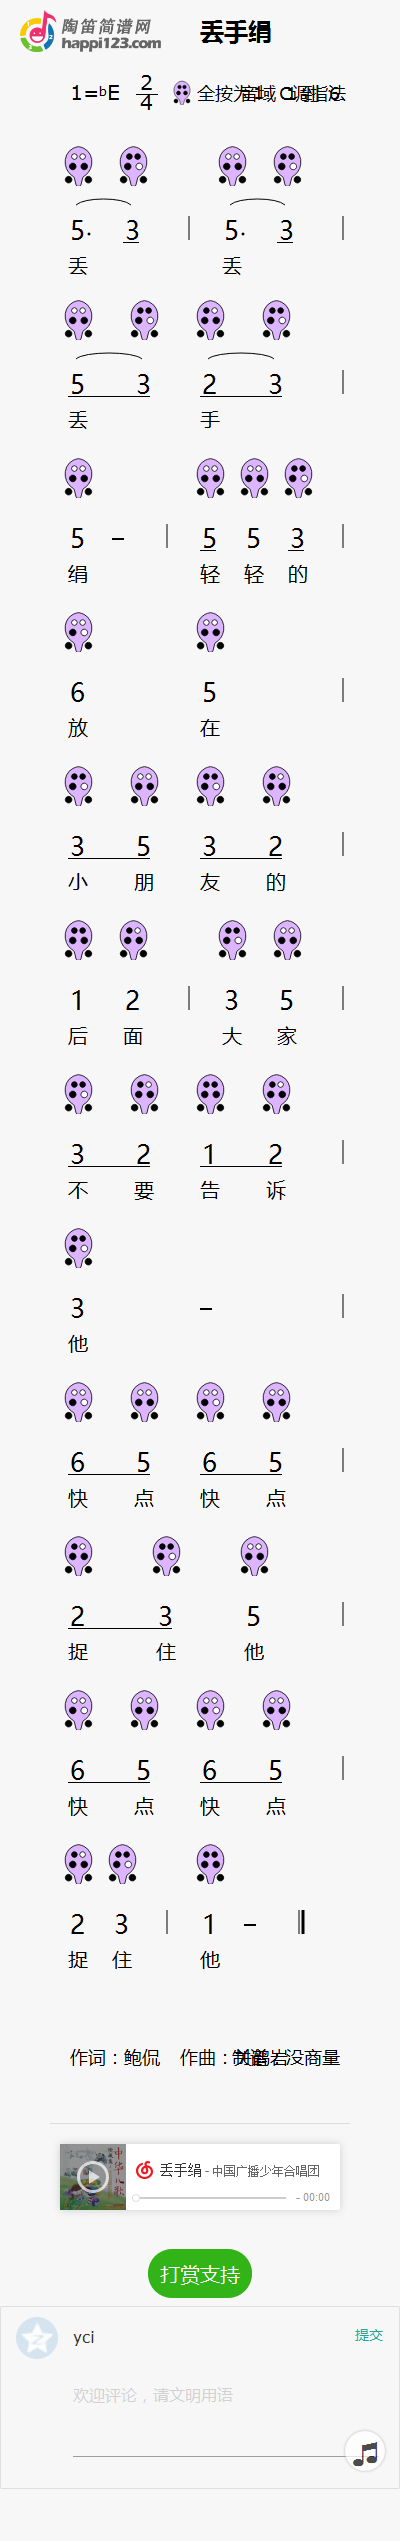 陶笛简谱网
happi123.com
丢手绢
1=♭E 2/4 全按为
5· 3 | 5· 3 |
丢 丢
5 3 2 3 |
丢 手
5 – | 5 5 3 |
绢 轻 轻 的
6 5 |
放 在
3 5 3 2 |
小 朋 友 的
1 2 | 3 5 |
后 面 大 家
3 2 1 2 |
不 要 告 诉
3 – |
他
6 5 6 5 |
快 点 快 点
2 3 5 |
捉 住 他
6 5 6 5 |
快 点 快 点
2 3 | 1 –
捉 住 他
作词：鲍侃 作曲：关鹤岩 没商量
中华儿歌
丢手绢 - 中国广播少年合唱团
- 00:00
打赏支持
yci 提交
欢迎评论，请文明用语